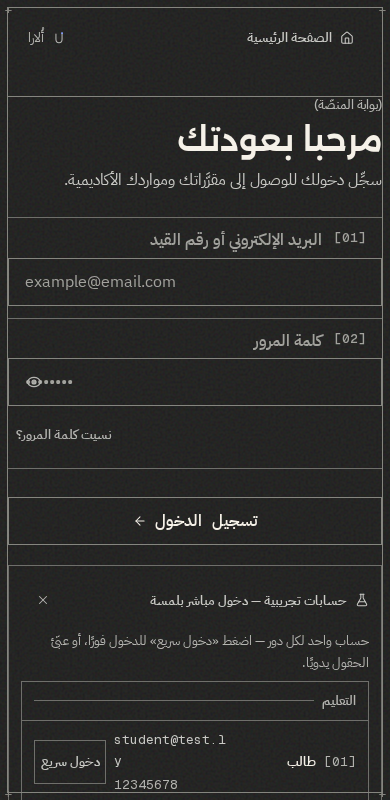 الصفحة الرئيسية
أُلارا
(بوابة المنصّة)
مرحبا بعودتك
سجِّل دخولك للوصول إلى مقرَّراتك ومواردك الأكاديمية.
[01] البريد الإلكتروني أو رقم القيد
example@email.com
[02] كلمة المرور
••••••
نسيت كلمة المرور؟
تسجيل الدخول ←
حسابات تجريبية — دخول مباشر بلمسة ×
حساب واحد لكل دور — اضغط «دخول سريع» للدخول فورًا، أو عبّئ
الحقول يدويًا.
التعليم
[01] طالب
student@test.l
y
12345678
دخول سريع